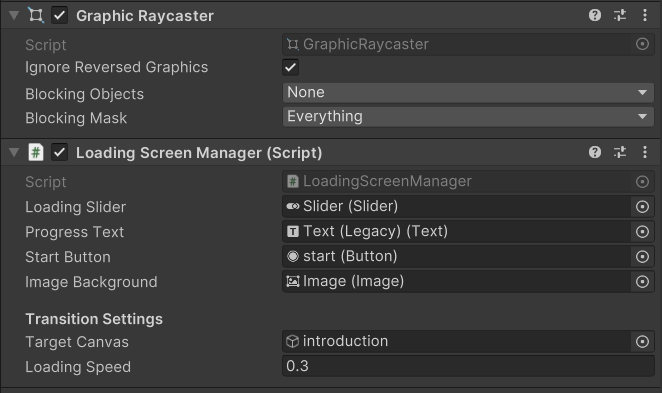 Graphic Raycaster
Script GraphicRaycaster
Ignore Reversed Graphics
Blocking Objects None
Blocking Mask Everything
# Loading Screen Manager (Script)
Script # LoadingScreenManager
Loading Slider Slider (Slider)
Progress Text T Text (Legacy) (Text)
Start Button start (Button)
Image Background Image (Image)
Transition Settings
Target Canvas introduction
Loading Speed 0.3